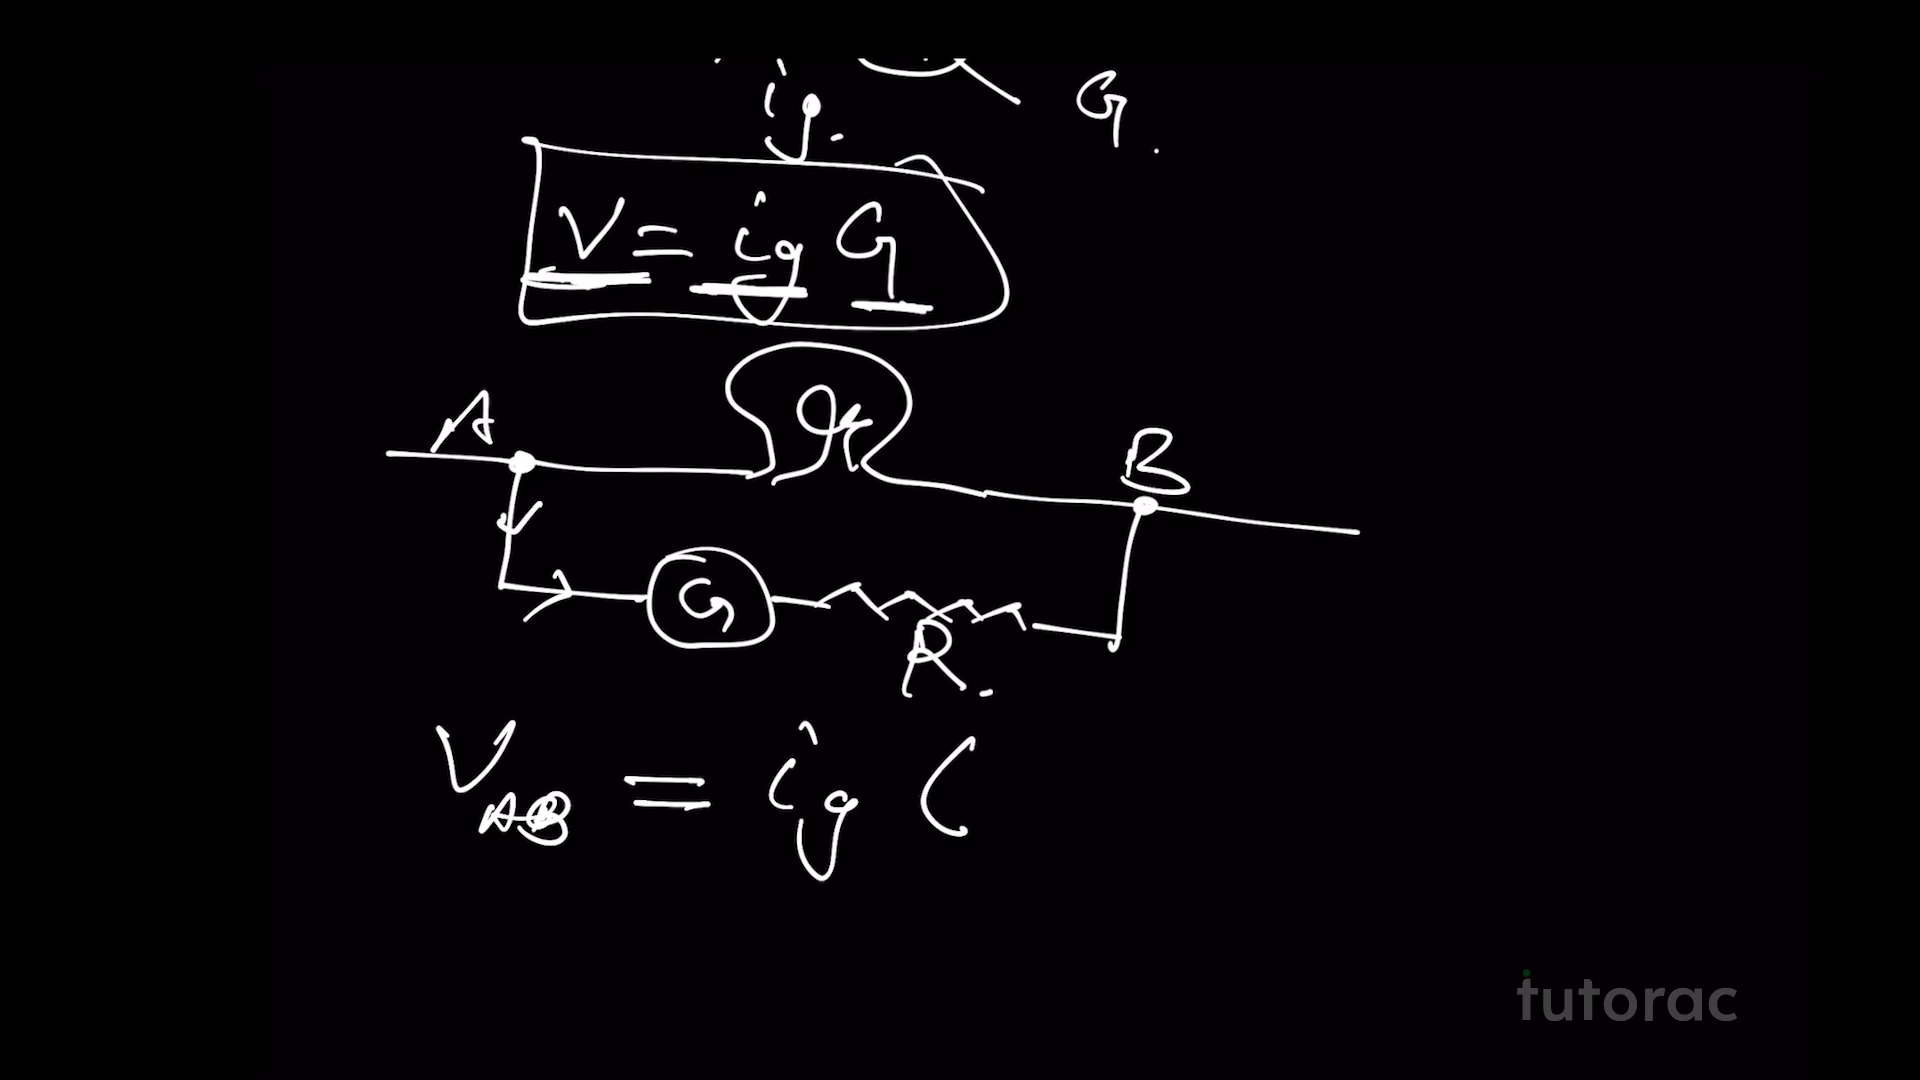 ig.
G.
V = ig G
A
B
G
R.
V_AB = ig (
tutorac